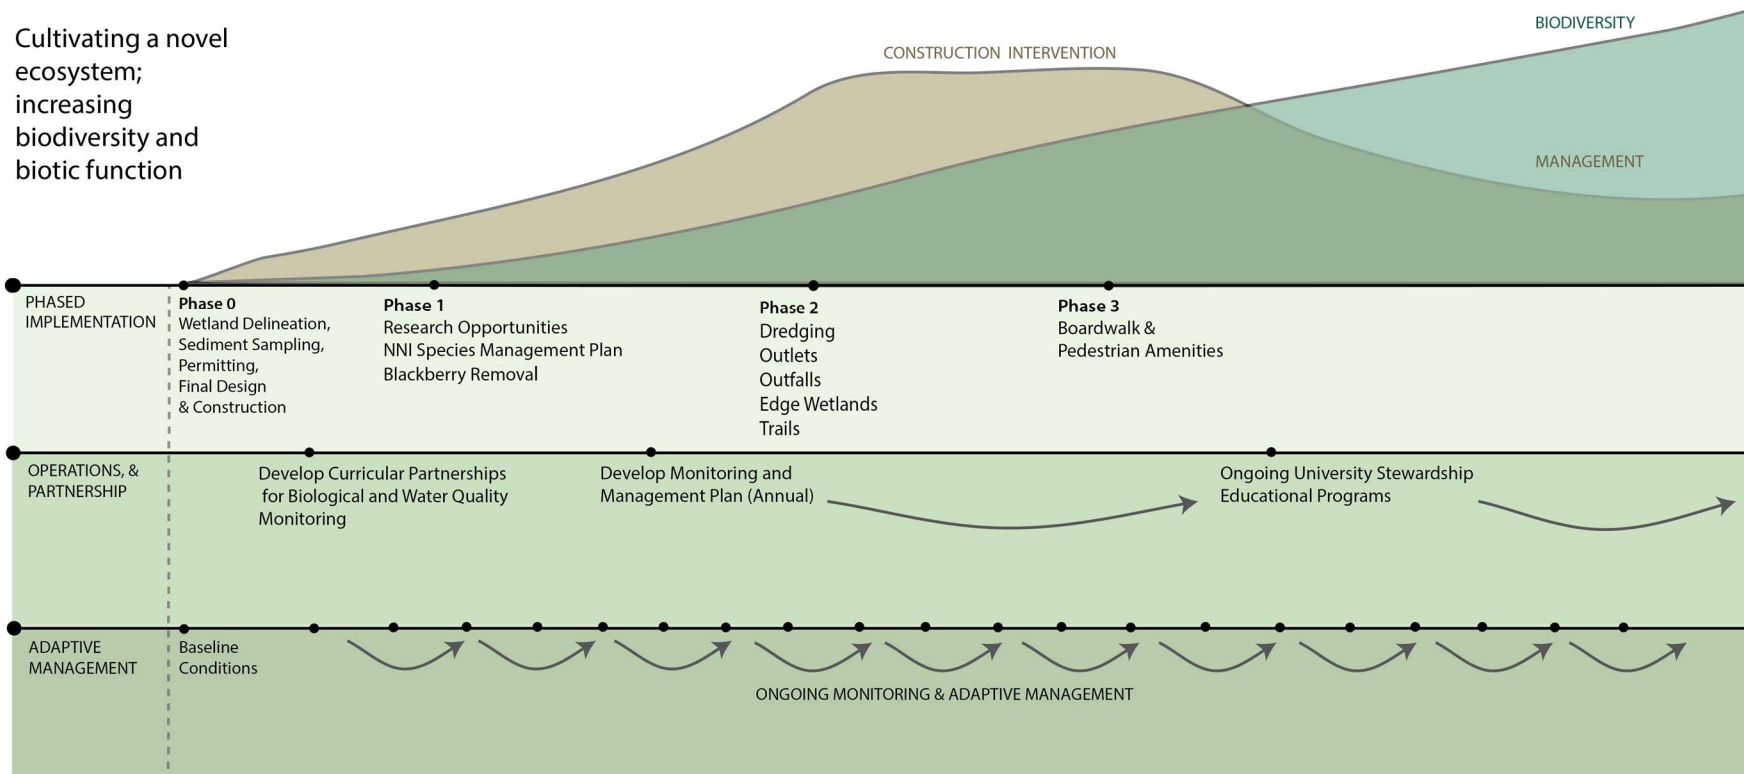 Cultivating a novel
ecosystem;
increasing
biodiversity and
biotic function
CONSTRUCTION INTERVENTION
BIODIVERSITY
MANAGEMENT
PHASED
IMPLEMENTATION
Phase 0
Wetland Delineation,
Sediment Sampling,
Permitting,
Final Design
& Construction
Phase 1
Research Opportunities
NNI Species Management Plan
Blackberry Removal
Phase 2
Dredging
Outlets
Outfalls
Edge Wetlands
Trails
Phase 3
Boardwalk &
Pedestrian Amenities
OPERATIONS, &
PARTNERSHIP
Develop Curricular Partnerships
for Biological and Water Quality
Monitoring
Develop Monitoring and
Management Plan (Annual)
Ongoing University Stewardship
Educational Programs
ADAPTIVE
MANAGEMENT
Baseline
Conditions
ONGOING MONITORING & ADAPTIVE MANAGEMENT